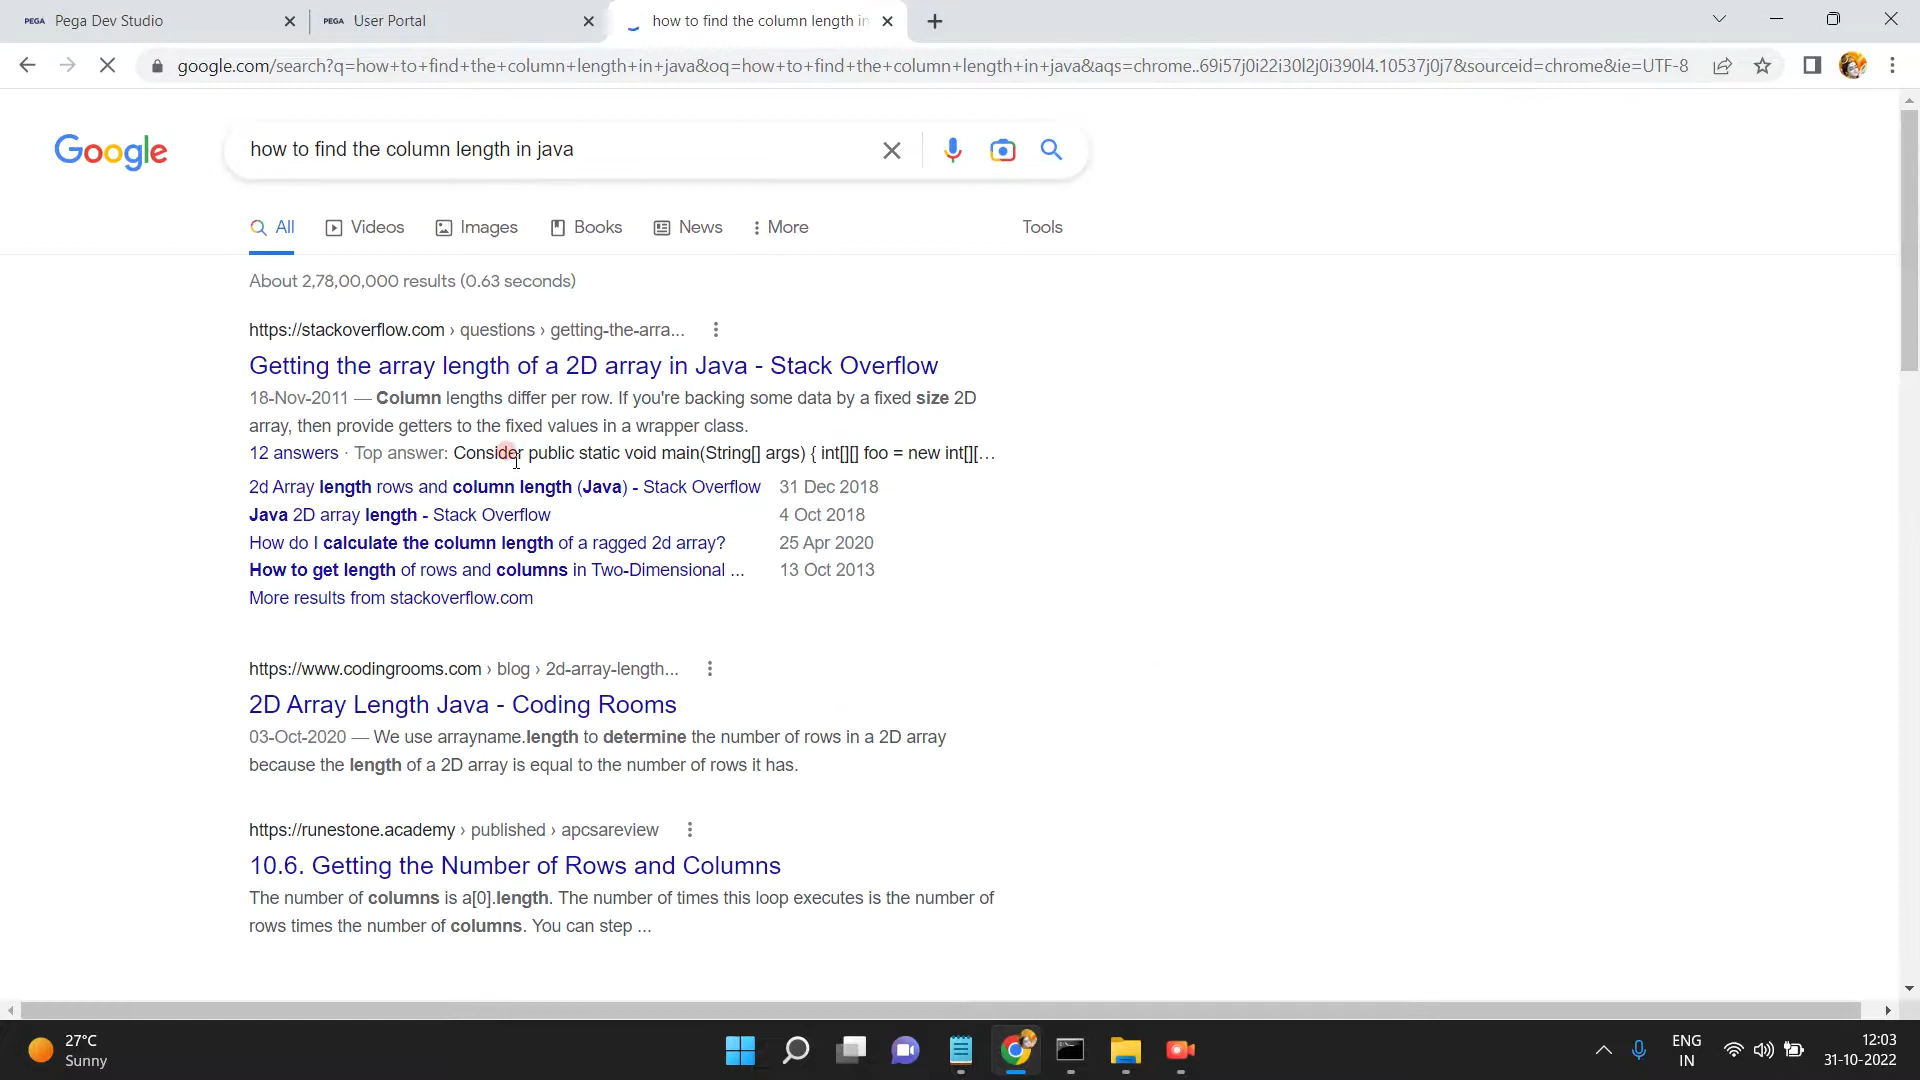 PEGA Pega Dev Studio
PEGA User Portal
how to find the column length in
google.com/search?q=how+to+find+the+column+length+in+java&oq=how+to+find+the+column+length+in+java&aqs=chrome..69i57j0i22i30l2j0i390l4.10537j0j7&sourceid=chrome&ie=UTF-8
Google
how to find the column length in java
All
Videos
Images
Books
News
More
Tools
About 2,78,00,000 results (0.63 seconds)
https://stackoverflow.com › questions › getting-the-arra...
Getting the array length of a 2D array in Java - Stack Overflow
18-Nov-2011 — Column lengths differ per row. If you're backing some data by a fixed size 2D
array, then provide getters to the fixed values in a wrapper class.
12 answers · Top answer: Consider public static void main(String[] args) { int[][] foo = new int[][...
2d Array length rows and column length (Java) - Stack Overflow 31 Dec 2018
Java 2D array length - Stack Overflow 4 Oct 2018
How do I calculate the column length of a ragged 2d array? 25 Apr 2020
How to get length of rows and columns in Two-Dimensional ... 13 Oct 2013
More results from stackoverflow.com
https://www.codingrooms.com › blog › 2d-array-length...
2D Array Length Java - Coding Rooms
03-Oct-2020 — We use arrayname.length to determine the number of rows in a 2D array
because the length of a 2D array is equal to the number of rows it has.
https://runestone.academy › published › apcsareview
10.6. Getting the Number of Rows and Columns
The number of columns is a[0].length. The number of times this loop executes is the number of
rows times the number of columns. You can step ...
27°C
Sunny
ENG
IN
12:03
31-10-2022